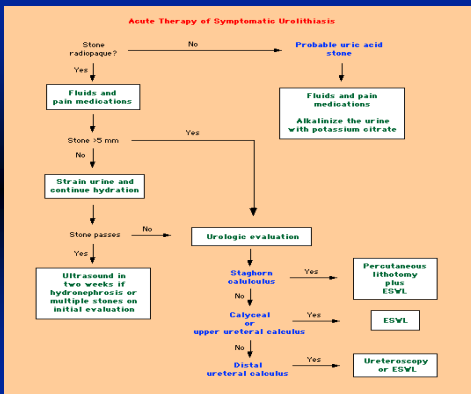 Acute Therapy of Symptomatic Urolithiasis
Stone
radiopaque?
No
Probable uric acid
stone
Yes
Fluids and
pain medications
Fluids and pain
medications
Alkalinize the urine
with potassium citrate
Stone >5 mm
Yes
No
Strain urine and
continue hydration
Stone passes
No
Urologic evaluation
Yes
Ultrasound in
two weeks if
hydronephrosis or
multiple stones on
initial evaluation
Staghorn
calulculus
Yes
Percutaneous
lithotomy
plus
ESWL
No
Calyceal
or
upper ureteral calculus
Yes
ESWL
No
Distal
ureteral calculus
Yes
Ureteroscopy
or ESWL